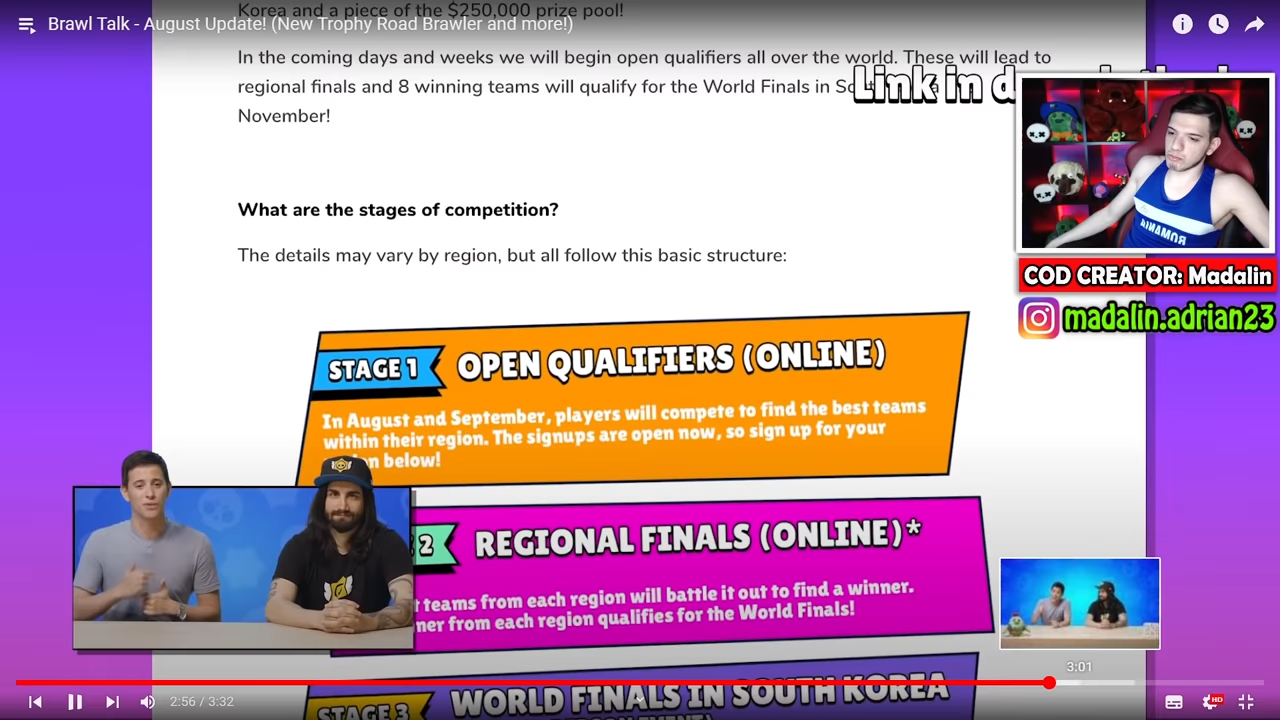 Korea and a piece of the $250,000 prize pool!
Brawl Talk - August Update! (New Trophy Road Brawler and more!)
In the coming days and weeks we will begin open qualifiers all over the world. These will lead to
regional finals and 8 winning teams will qualify for the World Finals in
November!
Link in
What are the stages of competition?
The details may vary by region, but all follow this basic structure:
ROMANIA
COD CREATOR: Madalin
madalin.adrian23
STAGE 1 OPEN QUALIFIERS (ONLINE)
In August and September, players will compete to find the best teams
within their region. The signups are open now, so sign up for your
below!
2 REGIONAL FINALS (ONLINE)*
teams from each region will battle it out to find a winner.
from each region qualifies for the World Finals!
STAGE 3 WORLD FINALS IN SOUTH KOREA
3:01
2:56 / 3:32
HD